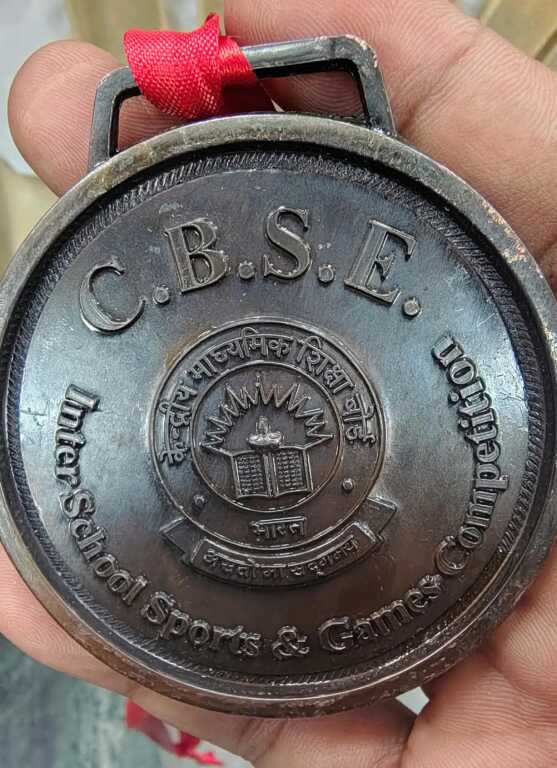 C.B.S.E.
केन्द्रीय माध्यमिक शिक्षा बोर्ड
भारत
असतो मा सद्गमय
Inter School Sports & Games Competition